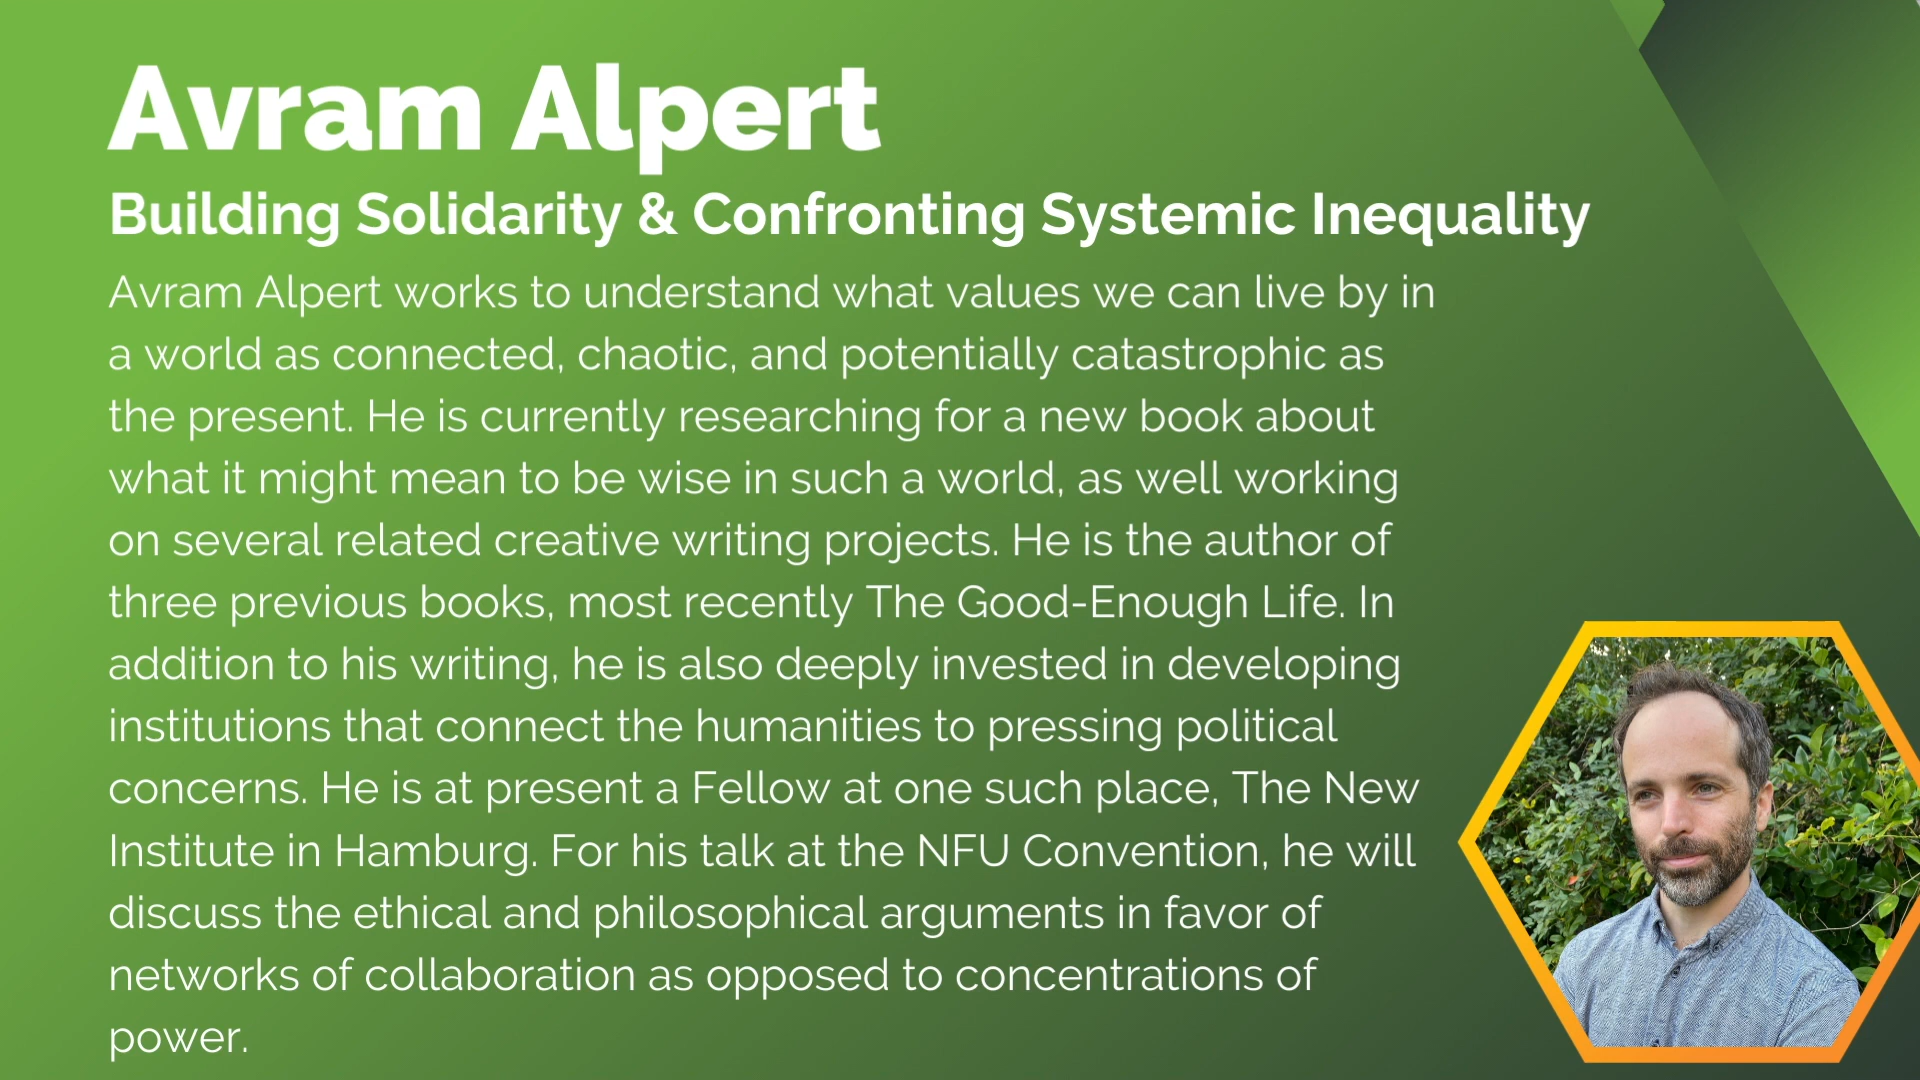 Avram Alpert
Building Solidarity & Confronting Systemic Inequality
Avram Alpert works to understand what values we can live by in
a world as connected, chaotic, and potentially catastrophic as
the present. He is currently researching for a new book about
what it might mean to be wise in such a world, as well working
on several related creative writing projects. He is the author of
three previous books, most recently The Good-Enough Life. In
addition to his writing, he is also deeply invested in developing
institutions that connect the humanities to pressing political
concerns. He is at present a Fellow at one such place, The New
Institute in Hamburg. For his talk at the NFU Convention, he will
discuss the ethical and philosophical arguments in favor of
networks of collaboration as opposed to concentrations of
power.